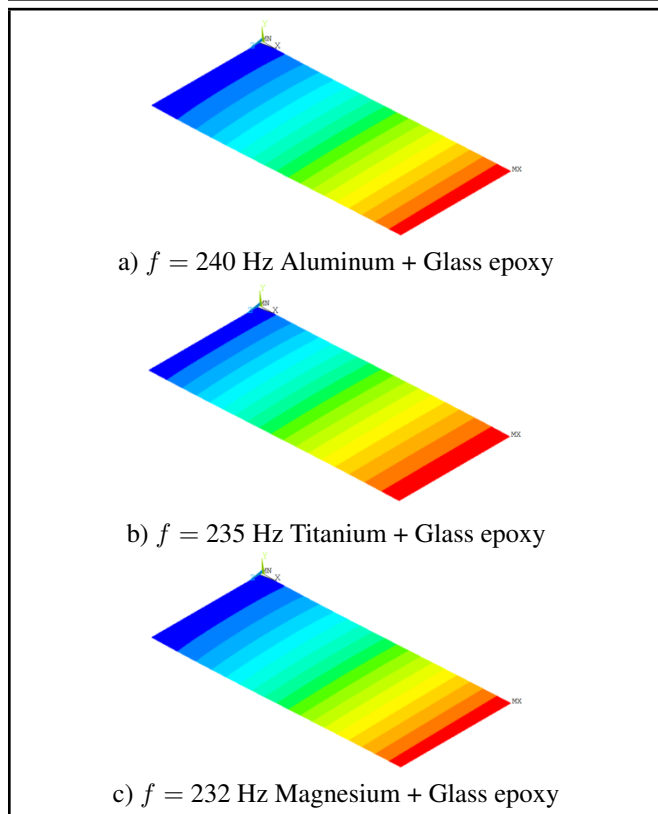 Y
MN
X
MX
a) f = 240 Hz Aluminum + Glass epoxy
Y
MN
Z X
MX
b) f = 235 Hz Titanium + Glass epoxy
Y
MN
X
MX
c) f = 232 Hz Magnesium + Glass epoxy